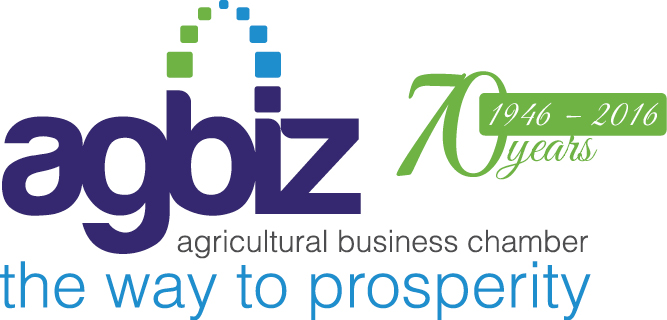 agbiz
70 years
1946 – 2016
agricultural business chamber
the way to prosperity